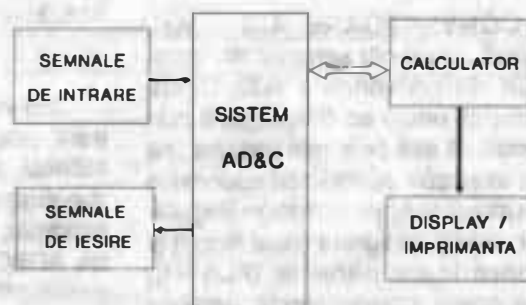 SEMNALE
DE INTRARE
SISTEM
AD&C
CALCULATOR
SEMNALE
DE IESIRE
DISPLAY /
IMPRIMANTA